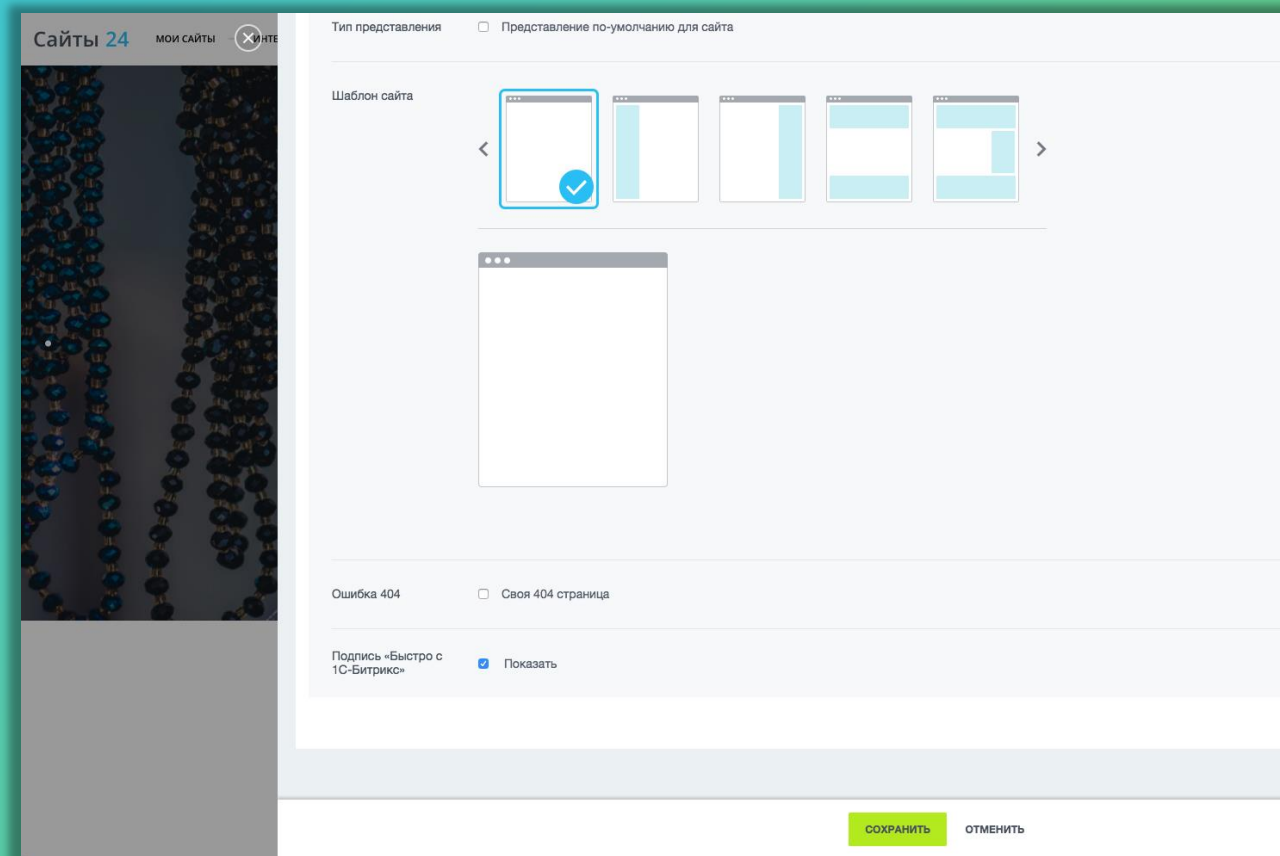 Сайты 24
МОИ САЙТЫ
Тип представления
Представление по-умолчанию для сайта
Шаблон сайта
Ошибка 404
Своя 404 страница
Подпись «Быстро с
1С-Битрикс»
Показать
СОХРАНИТЬ ОТМЕНИТЬ